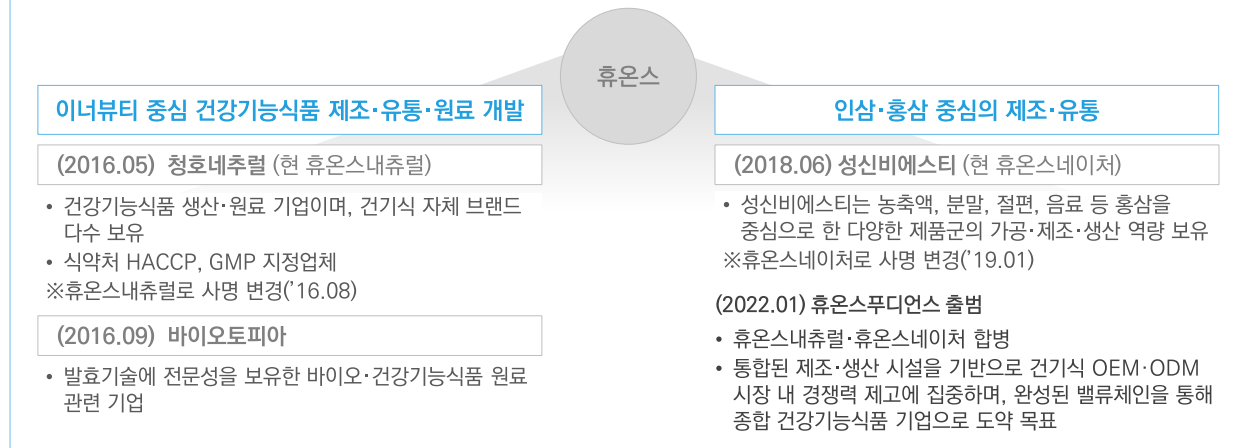 휴온스
이너뷰티 중심 건강기능식품 제조·유통·원료 개발
(2016.05) 청호네추럴 (현 휴온스내츄럴)
• 건강기능식품 생산·원료 기업이며, 건기식 자체 브랜드
다수 보유
• 식약처 HACCP, GMP 지정업체
※휴온스내츄럴로 사명 변경('16.08)
(2016.09) 바이오토피아
• 발효기술에 전문성을 보유한 바이오·건강기능식품 원료
관련 기업
인삼·홍삼 중심의 제조·유통
(2018.06) 성신비에스티 (현 휴온스네이처)
• 성신비에스티는 농축액, 분말, 절편, 음료 등 홍삼을
중심으로 한 다양한 제품군의 가공·제조·생산 역량 보유
※휴온스네이처로 사명 변경('19.01)
(2022.01) 휴온스푸디언스 출범
• 휴온스내츄럴·휴온스네이처 합병
• 통합된 제조·생산 시설을 기반으로 건기식 OEM·ODM
시장 내 경쟁력 제고에 집중하며, 완성된 밸류체인을 통해
종합 건강기능식품 기업으로 도약 목표